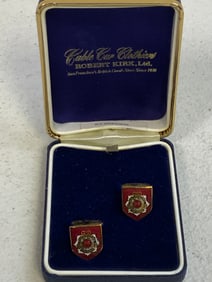 Cable Car Clothiers
ROBERT KIRK, Ltd.
San Francisco's British Goods Store Since 1939